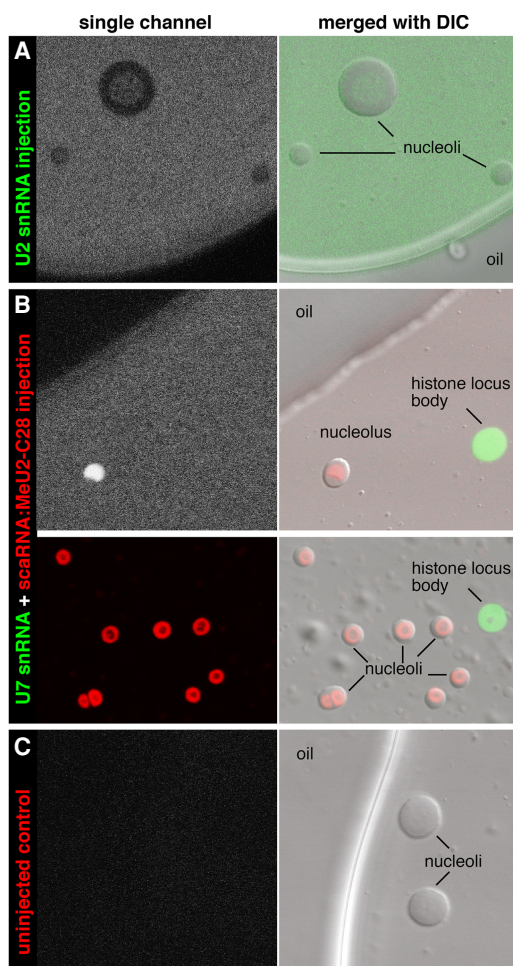 single channel
merged with DIC
A
U2 snRNA injection
nucleoli
oil
B
U7 snRNA + scaRNA:MeU2-C28 injection
oil
histone locus
body
nucleolus
histone locus
body
nucleoli
C
uninjected control
oil
nucleoli